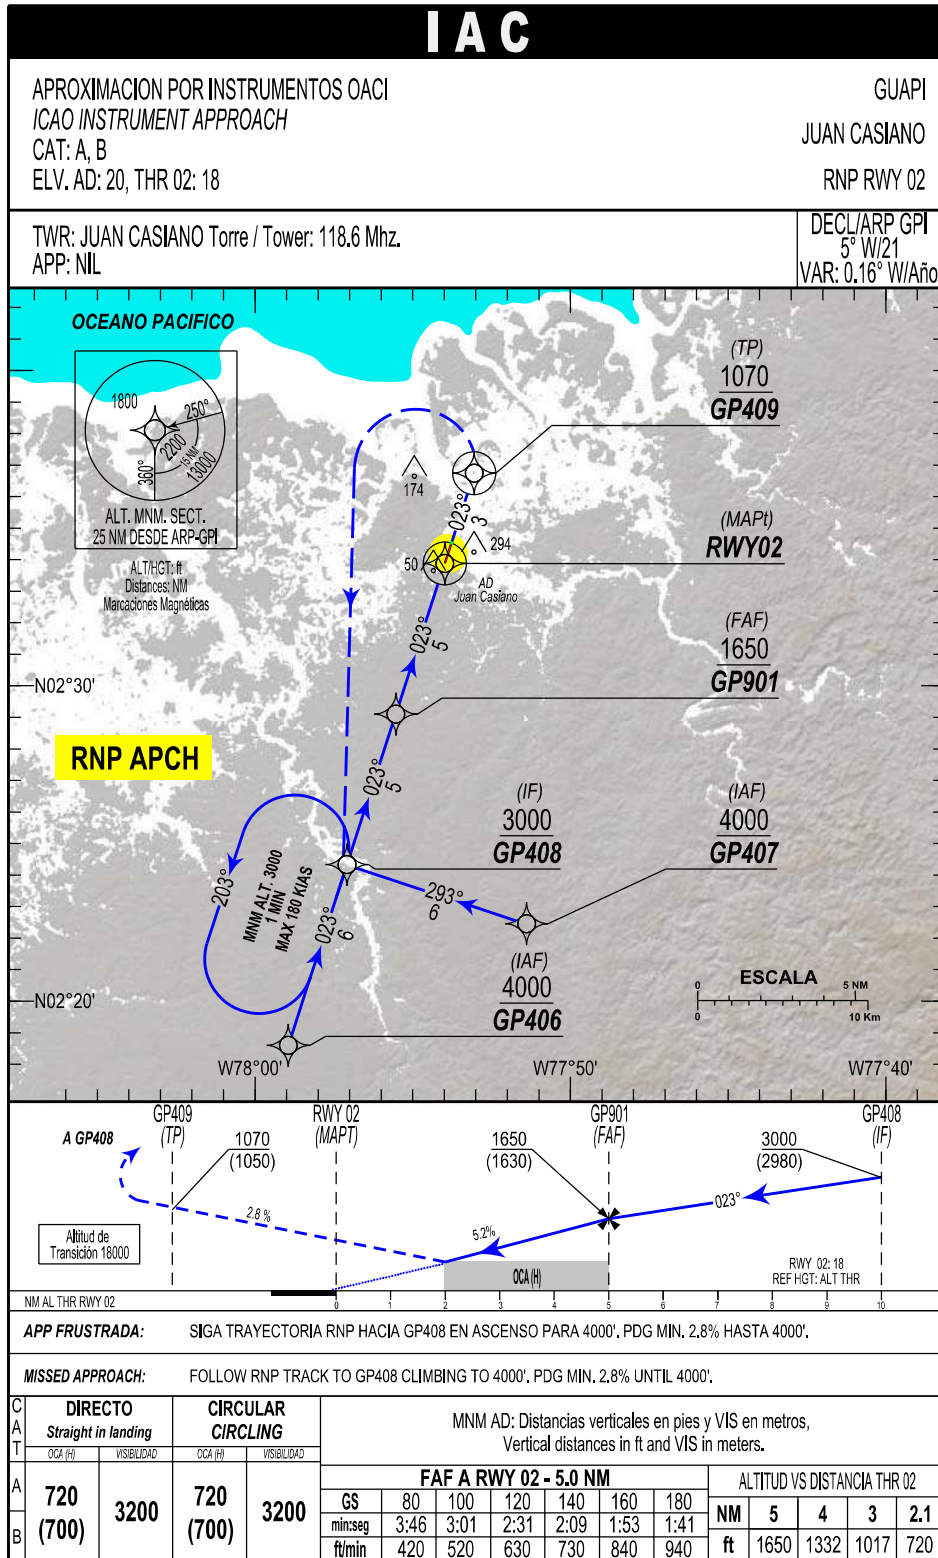 IAC
APROXIMACION POR INSTRUMENTOS OACI
ICAO INSTRUMENT APPROACH
CAT: A, B
ELV. AD: 20, THR 02: 18
GUAPI
JUAN CASIANO
RNP RWY 02
TWR: JUAN CASIANO Torre / Tower: 118.6 Mhz.
APP: NIL
DECL/ARP GPI
5° W/21
VAR: 0.16° W/Año
OCEANO PACIFICO
1800
250°
2200
15 NM
13000
360°
ALT. MNM. SECT.
25 NM DESDE ARP-GPI
ALT/HGT: ft
Distances: NM
Marcaciones Magnéticas
(TP)
1070
GP409
174
023°
3
(MAPt)
RWY02
294
50
AD
Juan Casiano
023°
5
(FAF)
1650
GP901
N02°30'
RNP APCH
023°
5
(IF)
3000
GP408
(IAF)
4000
GP407
203°
MNM ALT. 3000
1 MIN
MAX 180 KIAS
023°
6
293°
6
(IAF)
4000
GP406
ESCALA
0
5 NM
0
10 Km
N02°20'
W78°00'
W77°50'
W77°40'
GP409
(TP)
RWY 02
(MAPT)
GP901
(FAF)
GP408
(IF)
A GP408
1070
(1050)
1650
(1630)
3000
(2980)
2.8 %
5.2%
023°
Altitud de
Transición 18000
OCA (H)
RWY 02: 18
REF HGT: ALT THR
NM AL THR RWY 02
0 1 2 3 4 5 6 7 8 9 10
APP FRUSTRADA: SIGA TRAYECTORIA RNP HACIA GP408 EN ASCENSO PARA 4000'. PDG MIN. 2.8% HASTA 4000'.
MISSED APPROACH: FOLLOW RNP TRACK TO GP408 CLIMBING TO 4000'. PDG MIN. 2.8% UNTIL 4000'.
CAT
DIRECTO
Straight in landing
CIRCULAR
CIRCLING
OCA (H) VISIBILIDAD OCA (H) VISIBILIDAD
A
B
720
(700)
3200
720
(700)
3200
MNM AD: Distancias verticales en pies y VIS en metros,
Vertical distances in ft and VIS in meters.
FAF A RWY 02 - 5.0 NM
GS 80 100 120 140 160 180
min:seg 3:46 3:01 2:31 2:09 1:53 1:41
ft/min 420 520 630 730 840 940
ALTITUD VS DISTANCIA THR 02
NM 5 4 3 2.1
ft 1650 1332 1017 720